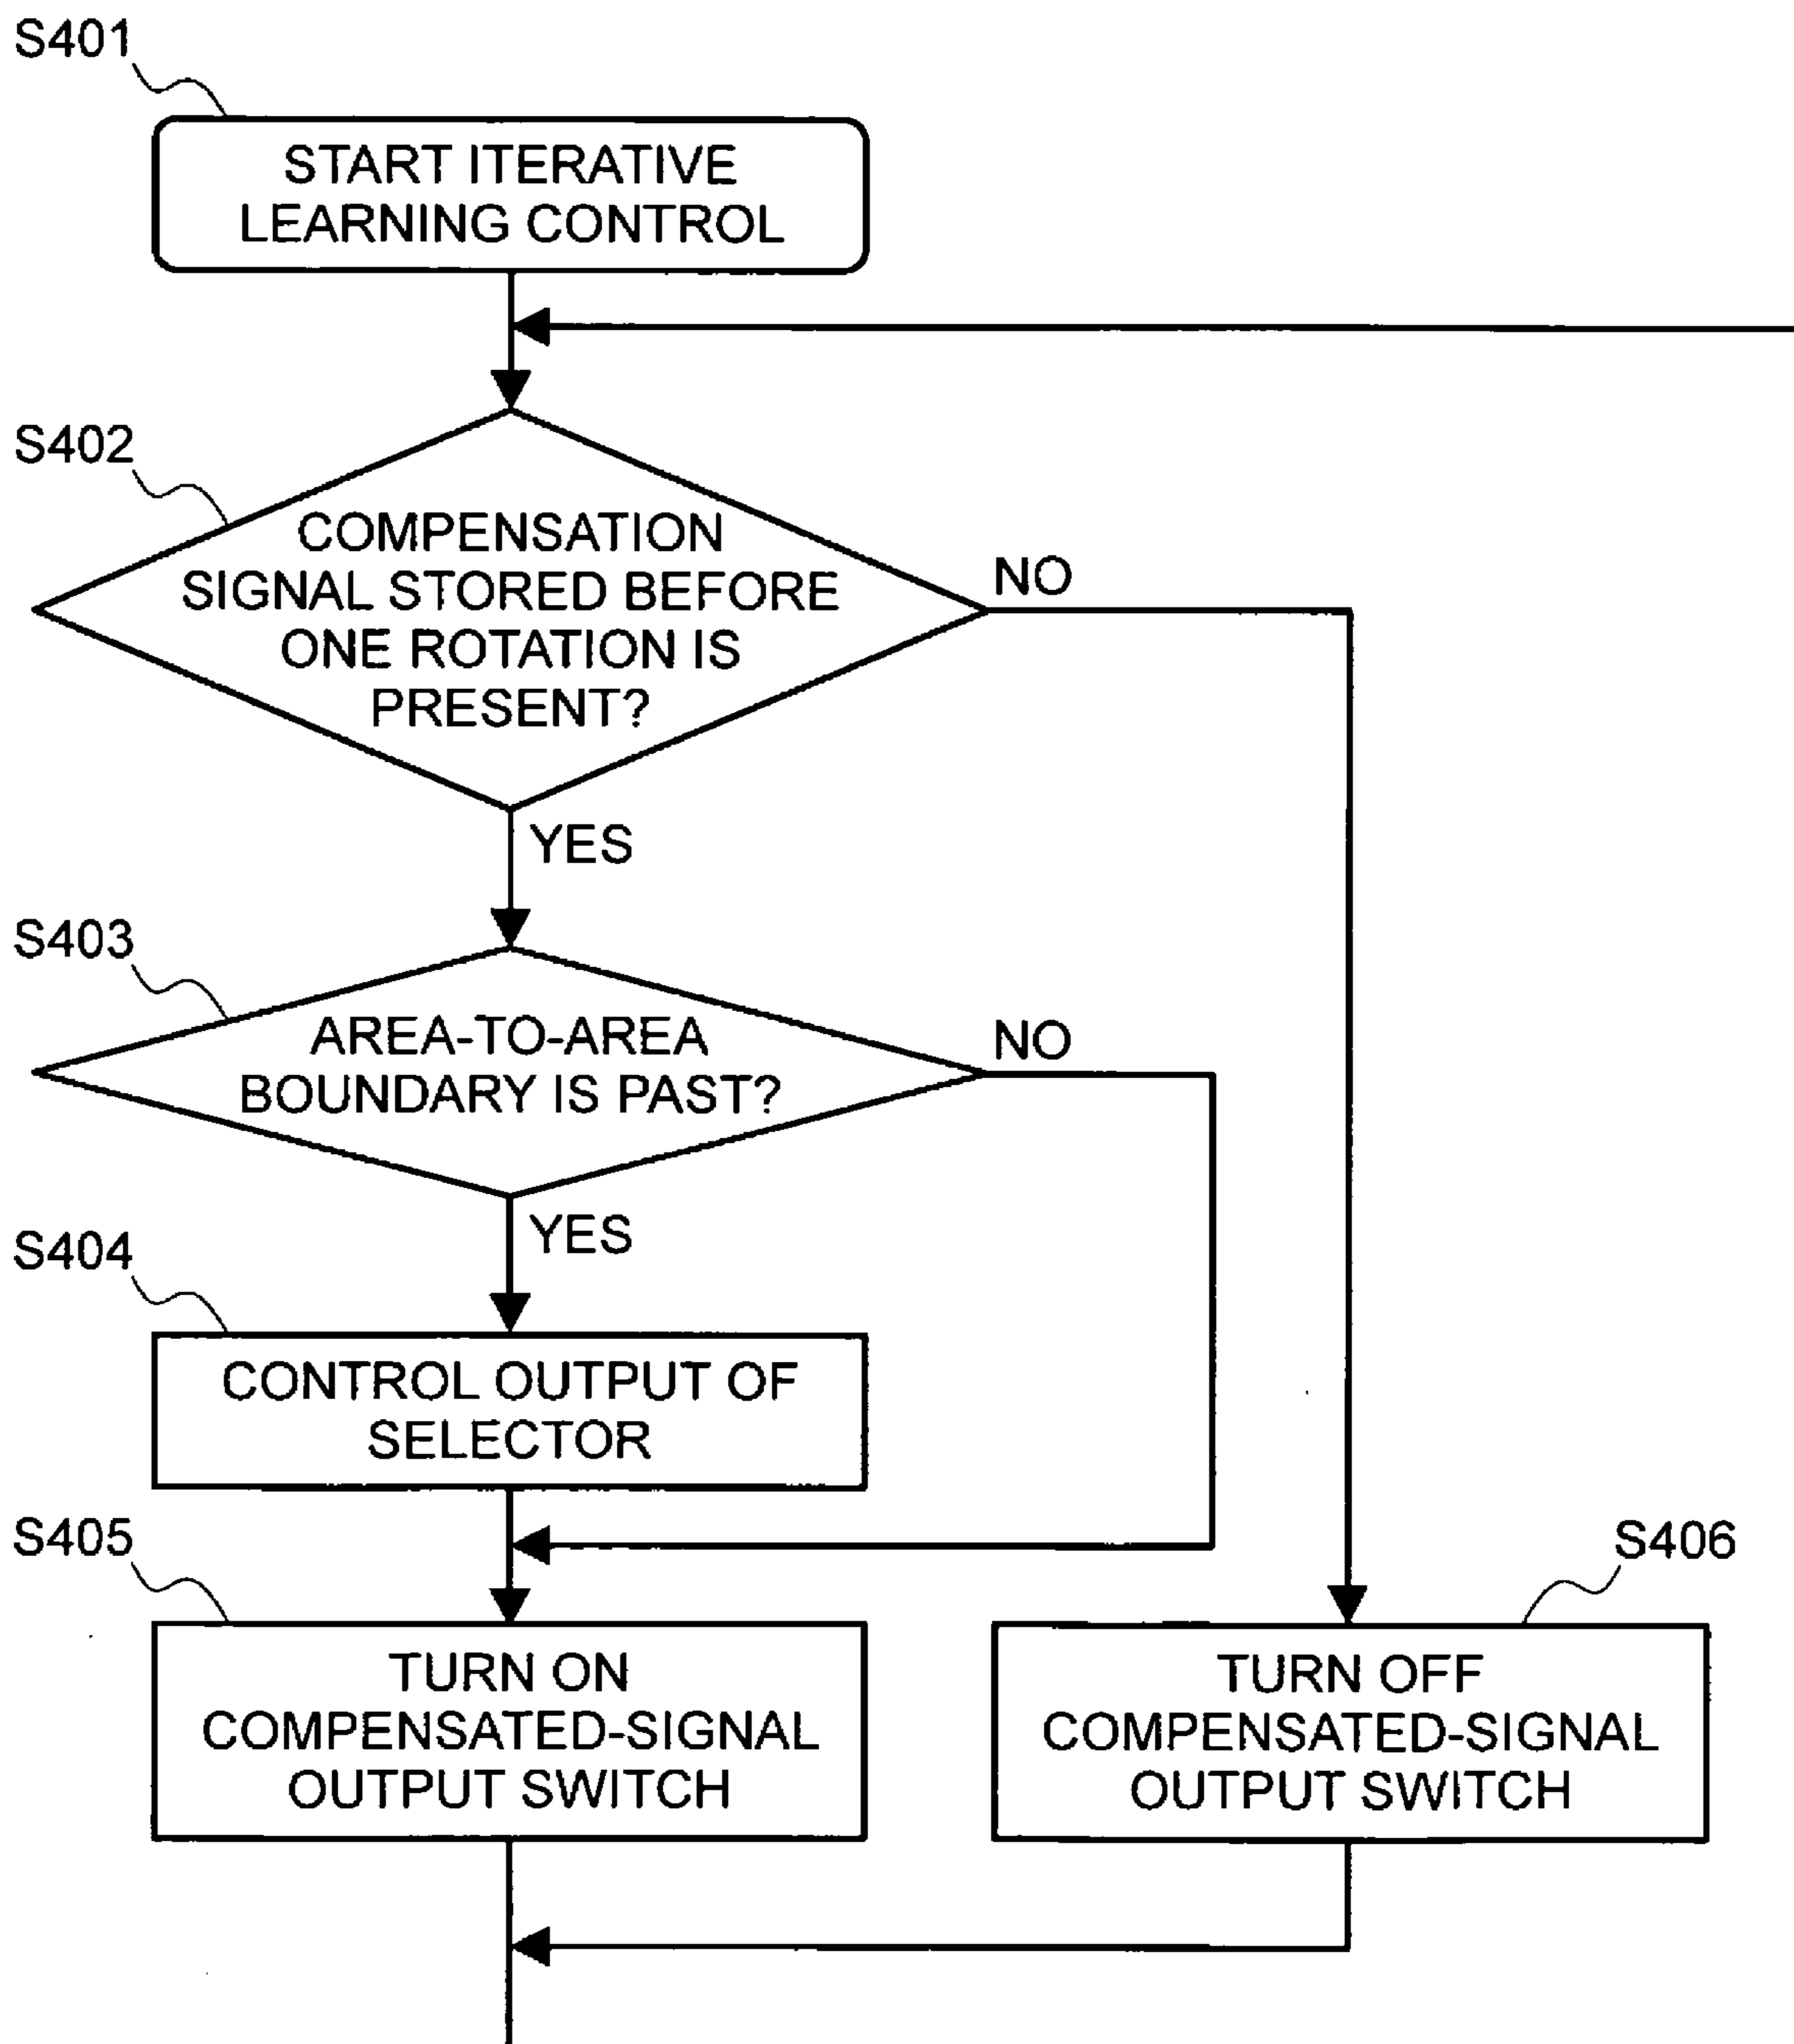 S401
START ITERATIVE
LEARNING CONTROL
S402
COMPENSATION
SIGNAL STORED BEFORE
ONE ROTATION IS
PRESENT?
NO
YES
S403
AREA-TO-AREA
BOUNDARY IS PAST?
NO
YES
S404
CONTROL OUTPUT OF
SELECTOR
S405
TURN ON
COMPENSATED-SIGNAL
OUTPUT SWITCH
S406
TURN OFF
COMPENSATED-SIGNAL
OUTPUT SWITCH